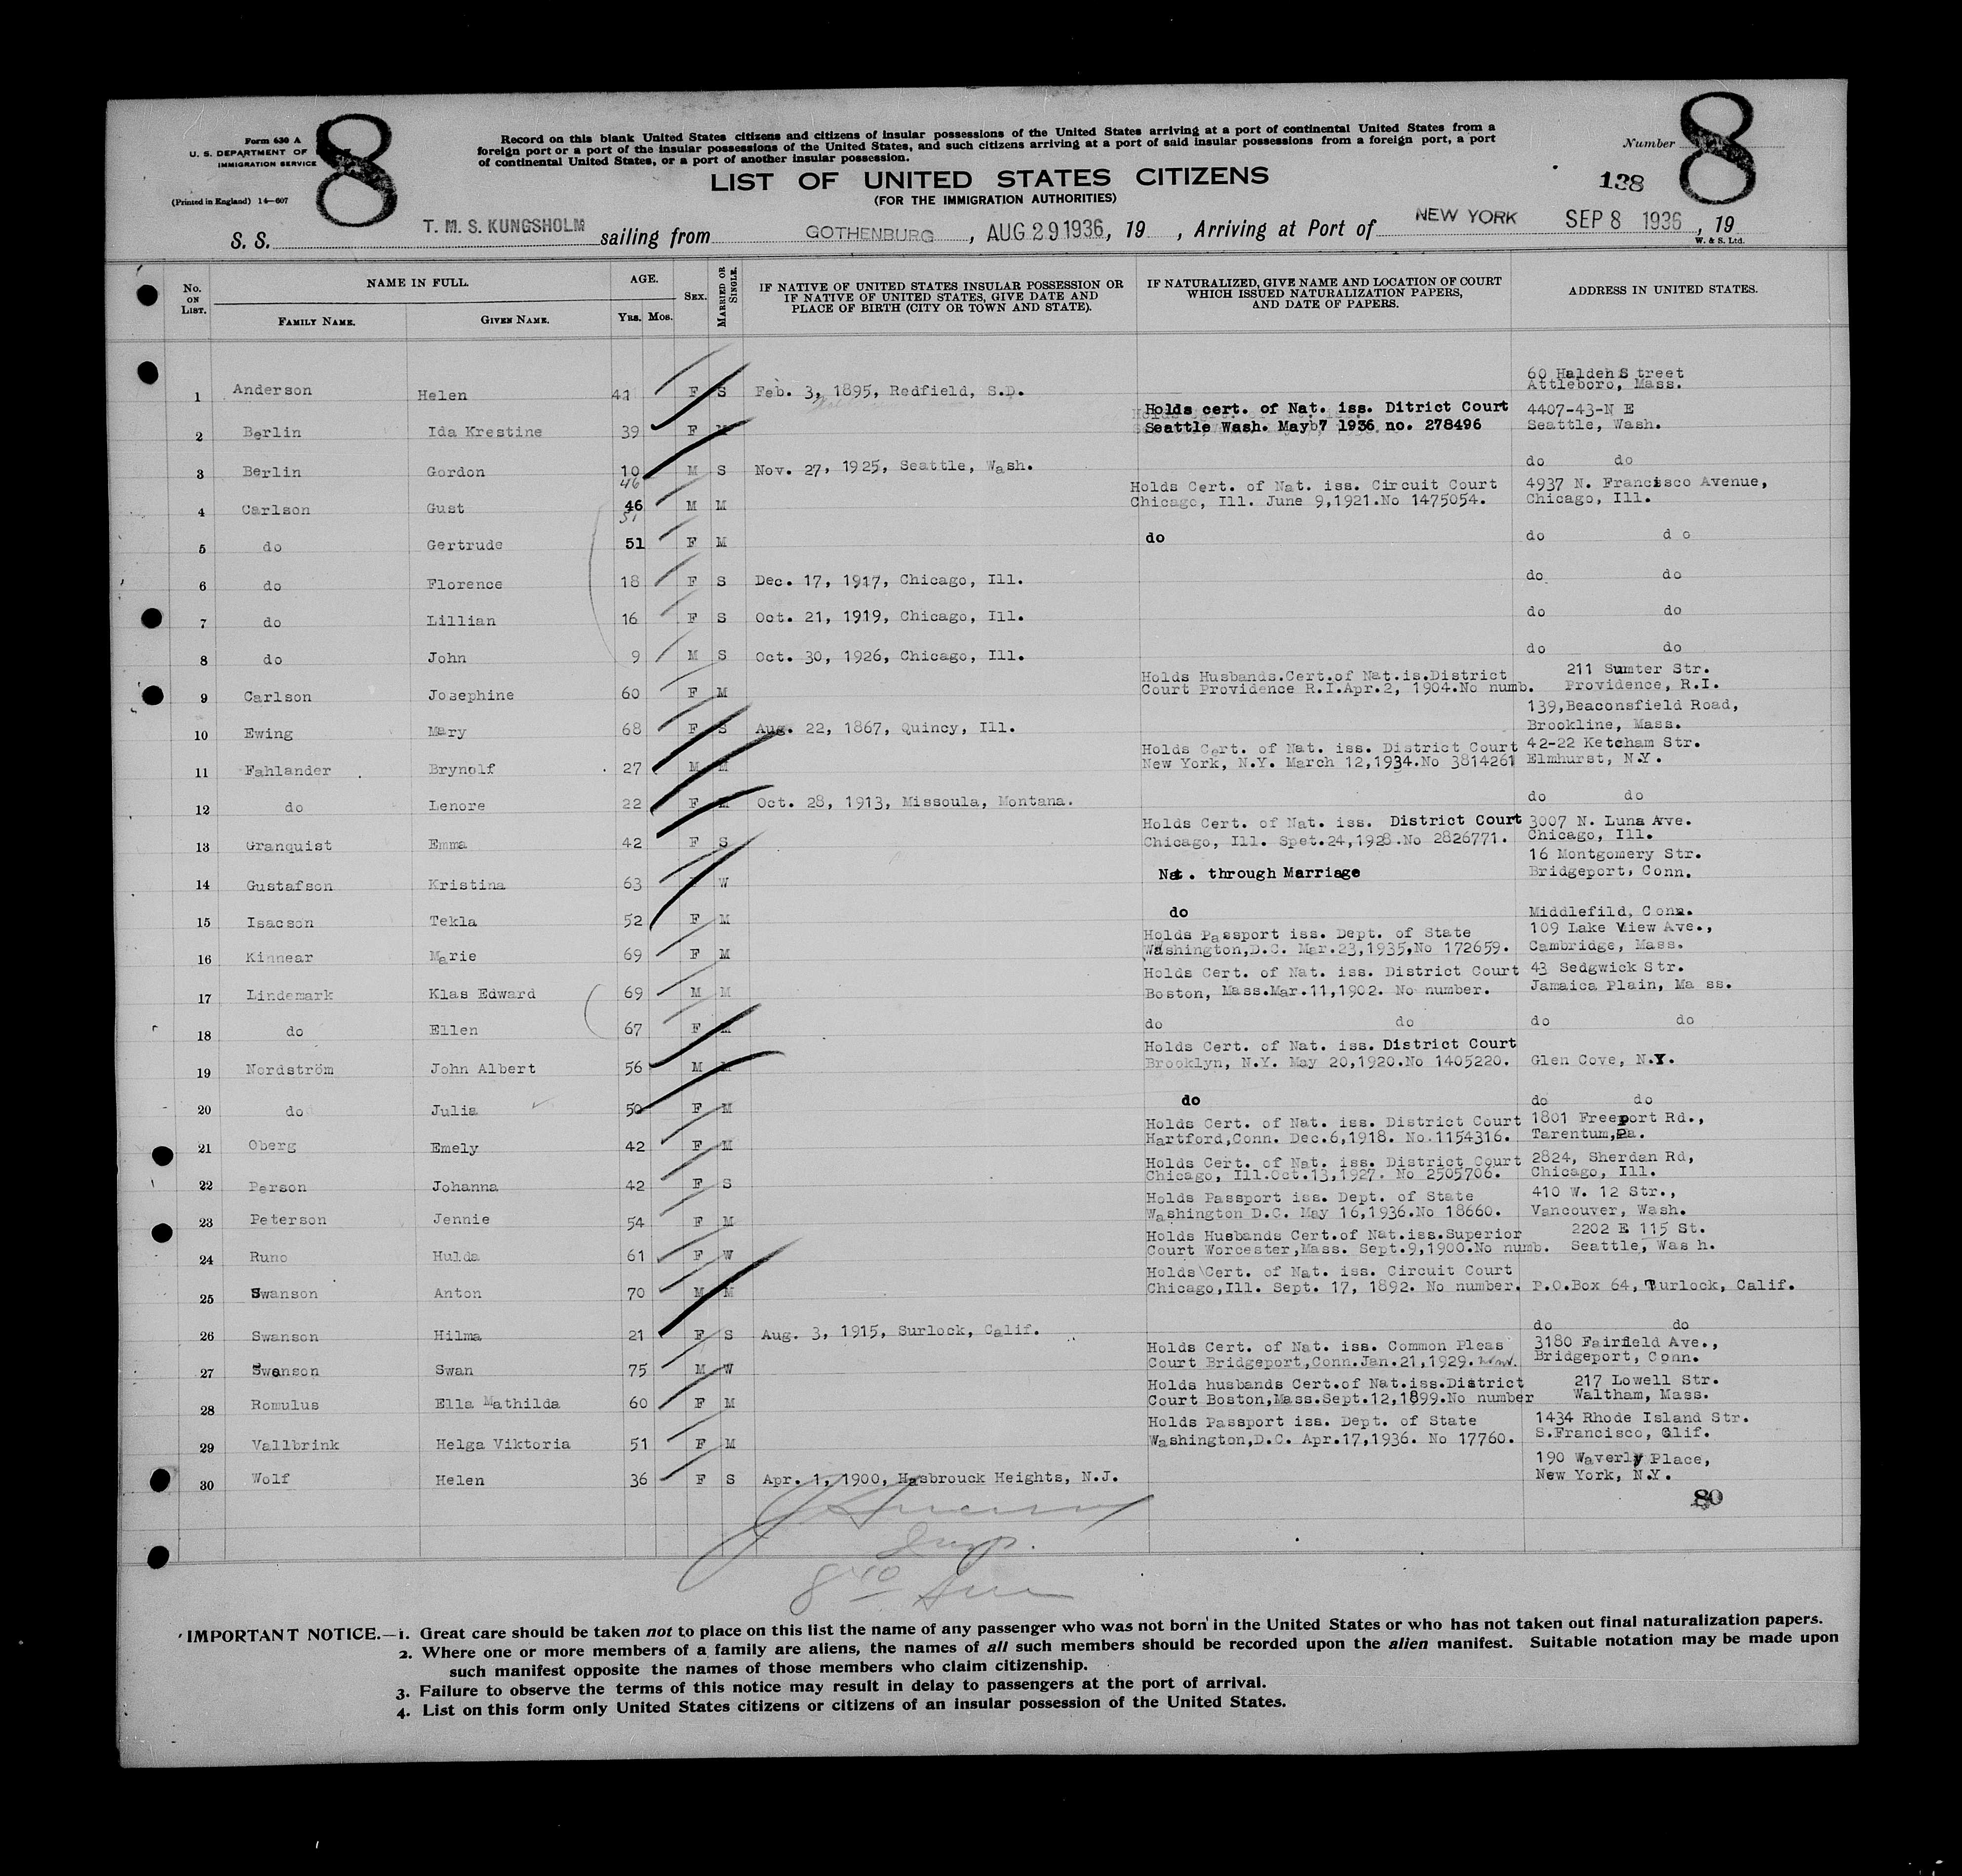 Form 630 A
U. S. DEPARTMENT OF
IMMIGRATION SERVICE
(Printed in England) 14—607
8
Record on this blank United States citizens and citizens of insular possessions of the United States arriving at a port of continental United States from a
foreign port or a port of the insular possessions of the United States, and such citizens arriving at a port of said insular possessions from a foreign port, a port
of continental United States, or a port of another insular possession.
Number 8
138
LIST OF UNITED STATES CITIZENS
(FOR THE IMMIGRATION AUTHORITIES)
S. S. T. M. S. KUNGSHOLM sailing from GOTHENBURG, AUG 29 1936, 19 , Arriving at Port of NEW YORK SEP 8 1936, 19
W. & S. Ltd.
No. ON LIST. NAME IN FULL. AGE. SEX. MARRIED OR SINGLE. IF NATIVE OF UNITED STATES INSULAR POSSESSION OR IF NATIVE OF UNITED STATES, GIVE DATE AND PLACE OF BIRTH (CITY OR TOWN AND STATE). IF NATURALIZED, GIVE NAME AND LOCATION OF COURT WHICH ISSUED NATURALIZATION PAPERS, AND DATE OF PAPERS. ADDRESS IN UNITED STATES.
FAMILY NAME. GIVEN NAME. YRS. MOS.
60 Halden Street
1 Anderson Helen 41 F S Feb. 3, 1895, Redfield, S.D. Attleboro, Mass.
Holds cert. of Nat. iss. Ditrict Court 4407-43-N E
2 Berlin Ida Krestine 39 F M Seattle Wash. May 7 1936 no. 278496 Seattle, Wash.
3 Berlin Gordon 10 M S Nov. 27, 1925, Seattle, Wash. do do
46 Holds Cert. of Nat. iss. Circuit Court 4937 N. Francisco Avenue,
4 Carlson Gust 46 M M Chicago, Ill. June 9,1921.No 1475054. Chicago, Ill.
51
5 do Gertrude 51 F M do do d o
6 do Florence 18 F S Dec. 17, 1917, Chicago, Ill. do do
7 do Lillian 16 F S Oct. 21, 1919, Chicago, Ill. do do
8 do John 9 M S Oct. 30, 1926, Chicago, Ill. do do
Holds Husbands.Cert.of Nat.is.District 211 Sumter Str.
9 Carlson Josephine 60 F M Court Providence R.I.Apr.2, 1904.No numb. Providence, R.I.
139,Beaconsfield Road,
10 Ewing Mary 68 F S Aug. 22, 1867, Quincy, Ill. Brookline, Mass.
Holds Cert. of Nat. iss. District Court 42-22 Ketcham Str.
11 Fahlander Brynolf 27 M M New York, N.Y. March 12,1934.No 3814261 Elmhurst, N.Y.
12 do Lenore 22 F M Oct. 28, 1913, Missoula, Montana. do do
Holds Cert. of Nat. iss. District Court 3007 N. Luna Ave.
13 Granquist Emma 42 F S Chicago, Ill. Spet.24,1928.No 2826771. Chicago, Ill.
16 Montgomery Str.
14 Gustafson Kristina 63 W Nat. through Marriage Bridgeport, Conn.
15 Isacson Tekla 52 F M do Middlefild, Conn.
Holds Passport iss. Dept. of State 109 Lake View Ave.,
16 Kinnear Marie 69 F M Washington,D.C. Mar.23,1935,No 172659. Cambridge, Mass.
Holds Cert. of Nat. iss. District Court 43 Sedgwick Str.
17 Lindemark Klas Edward 69 M M Boston, Mass.Mar.11,1902. No number. Jamaica Plain, Ma ss.
18 do Ellen 67 F M do do do do
Holds Cert. of Nat. iss. District Court
19 Nordström John Albert 56 M M Brooklyn, N.Y. May 20,1920.No 1405220. Glen Cove, N.Y.
20 do Julia 50 F M do do do
Holds Cert. of Nat. iss. District Court 1801 Freeport Rd.,
21 Oberg Emely 42 F M Hartford,Conn. Dec.6,1918. No.1154316. Tarentum,Pa.
Holds Cert. of Nat. iss. District Court 2824, Sherdan Rd,
22 Person Johanna 42 F S Chicago, Ill.Oct.13,1927. No 2505706. Chicago, Ill.
Holds Passport iss. Dept. of State 410 W. 12 Str.,
23 Peterson Jennie 54 F M Washington D.C. May 16,1936.No 18660. Vancouver, Wash.
Holds Husbands Cert.of Nat.iss.Superior 2202 E 115 St.
24 Runo Hulda 61 F W Court Worcester,Mass. Sept.9,1900.No numb. Seattle, Was h.
Holds Cert. of Nat. iss. Circuit Court
25 Swanson Anton 70 M M Chicago,Ill. Sept. 17, 1892. No number. P.O.Box 64, Turlock, Calif.
26 Swanson Hilma 21 F S Aug. 3, 1915, Surlock, Calif. do do
Holds Cert. of Nat. iss. Common Pleas 3180 Fairfield Ave.,
27 Swanson Swan 75 M W Court Bridgeport,Conn.Jan.21,1929. Bridgeport, Conn.
Holds husbands Cert.of Nat.iss.District 217 Lowell Str.
28 Romulus Ella Mathilda 60 F M Court Boston,Mass.Sept.12,1899.No number Waltham, Mass.
Holds Passport iss. Dept. of State 1434 Rhode Island Str.
29 Vallbrink Helga Viktoria 51 F M Washington,D.C. Apr.17,1936. No 17760. S.Francisco, Clif.
190 Waverly Place,
30 Wolf Helen 36 F S Apr. 1, 1900, Hasbrouck Heights, N.J. New York, N.Y.
30
Insp.
IMPORTANT NOTICE.—1. Great care should be taken not to place on this list the name of any passenger who was not born in the United States or who has not taken out final naturalization papers.
2. Where one or more members of a family are aliens, the names of all such members should be recorded upon the alien manifest. Suitable notation may be made upon
such manifest opposite the names of those members who claim citizenship.
3. Failure to observe the terms of this notice may result in delay to passengers at the port of arrival.
4. List on this form only United States citizens or citizens of an insular possession of the United States.